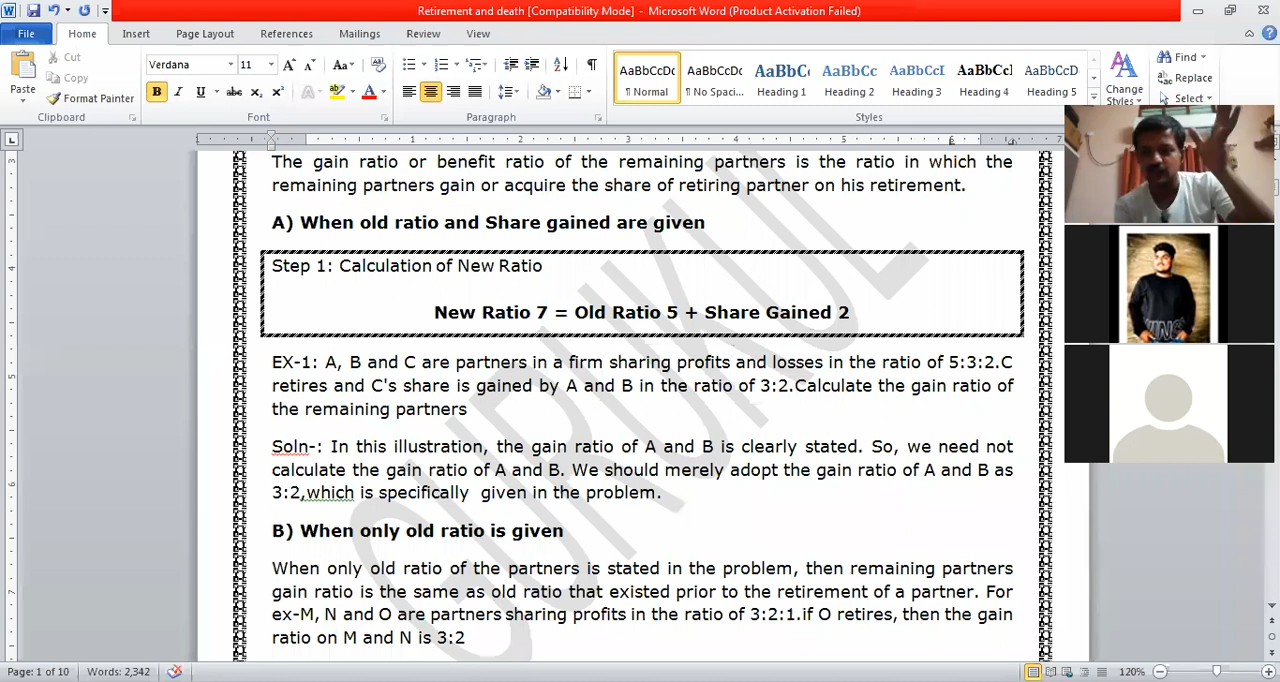 Retirement and death [Compatibility Mode] - Microsoft Word (Product Activation Failed)
File Home Insert Page Layout References Mailings Review View
Cut
Copy
Format Painter
Paste
Clipboard
Verdana 11
Font
Paragraph
AaBbCcDc AaBbCcDc AaBbCc AaBbCc AaBbCcI AaBbCcI AaBbCcD
¶ Normal ¶ No Spaci... Heading 1 Heading 2 Heading 3 Heading 4 Heading 5
Change Styles
Styles
Find
Replace
Select
The gain ratio or benefit ratio of the remaining partners is the ratio in which the
remaining partners gain or acquire the share of retiring partner on his retirement.
A) When old ratio and Share gained are given
Step 1: Calculation of New Ratio
New Ratio 7 = Old Ratio 5 + Share Gained 2
EX-1: A, B and C are partners in a firm sharing profits and losses in the ratio of 5:3:2.C
retires and C's share is gained by A and B in the ratio of 3:2.Calculate the gain ratio of
the remaining partners
Soln-: In this illustration, the gain ratio of A and B is clearly stated. So, we need not
calculate the gain ratio of A and B. We should merely adopt the gain ratio of A and B as
3:2,which is specifically given in the problem.
B) When only old ratio is given
When only old ratio of the partners is stated in the problem, then remaining partners
gain ratio is the same as old ratio that existed prior to the retirement of a partner. For
ex-M, N and O are partners sharing profits in the ratio of 3:2:1.if O retires, then the gain
ratio on M and N is 3:2
GURUKUL
Page: 1 of 10 Words: 2,342 120%